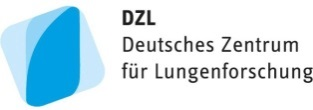 DZL
Deutsches Zentrum
für Lungenforschung